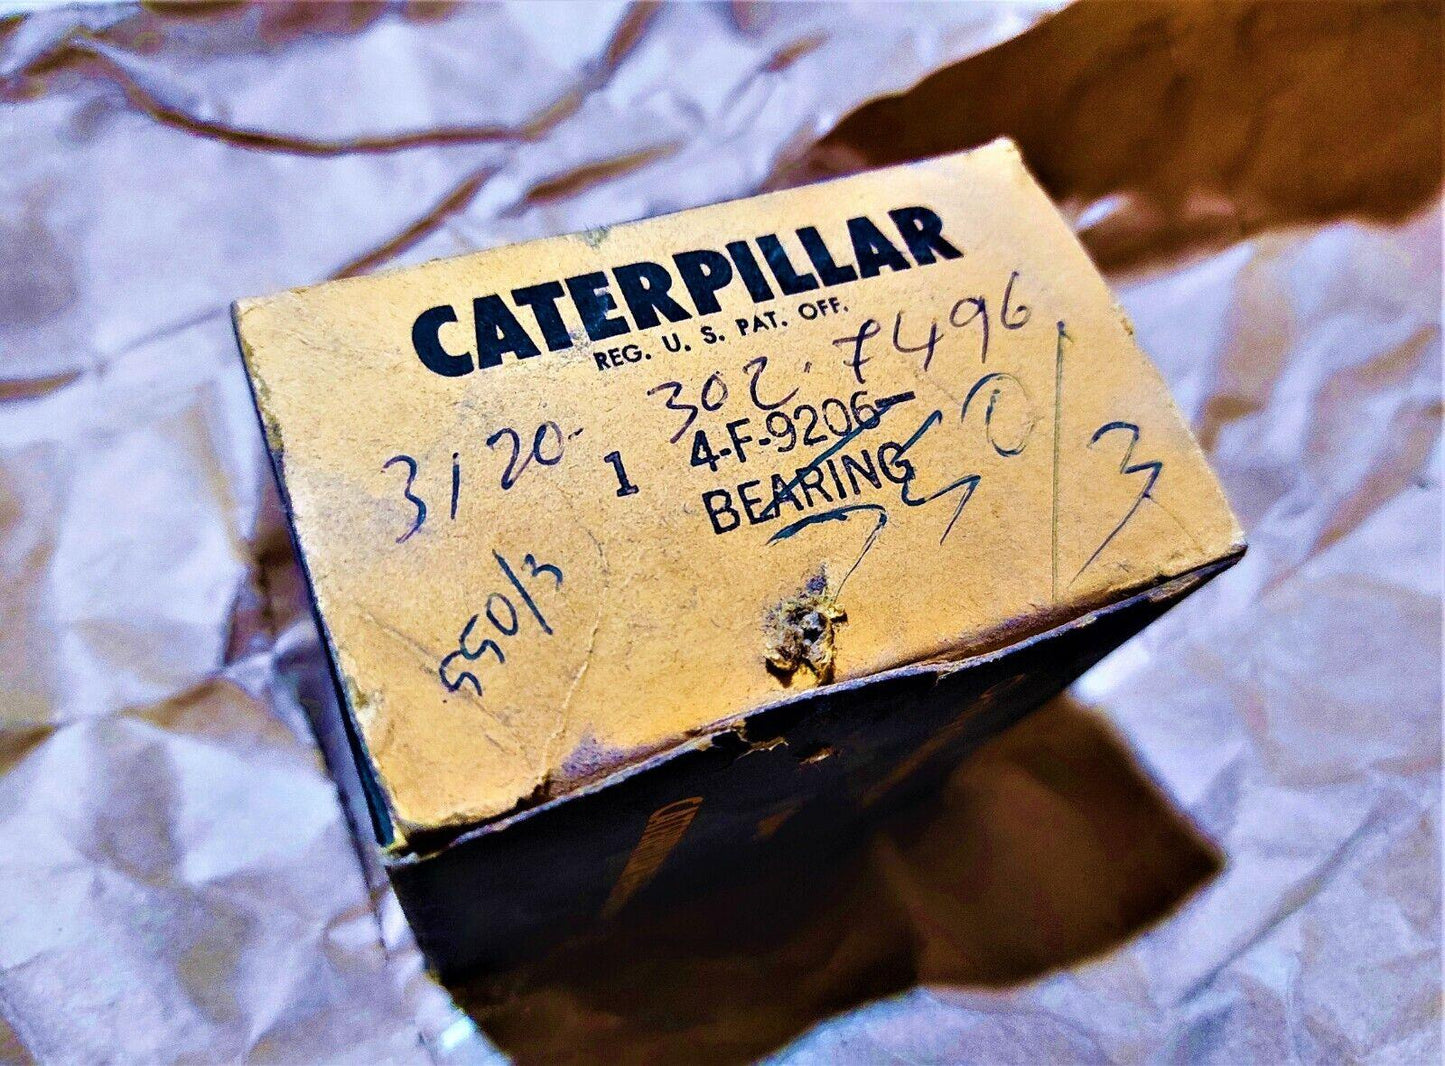 CATERPILLAR
REG. U. S. PAT. OFF.
302.7496
3120.
1 4-F-9206
BEARING
550/3